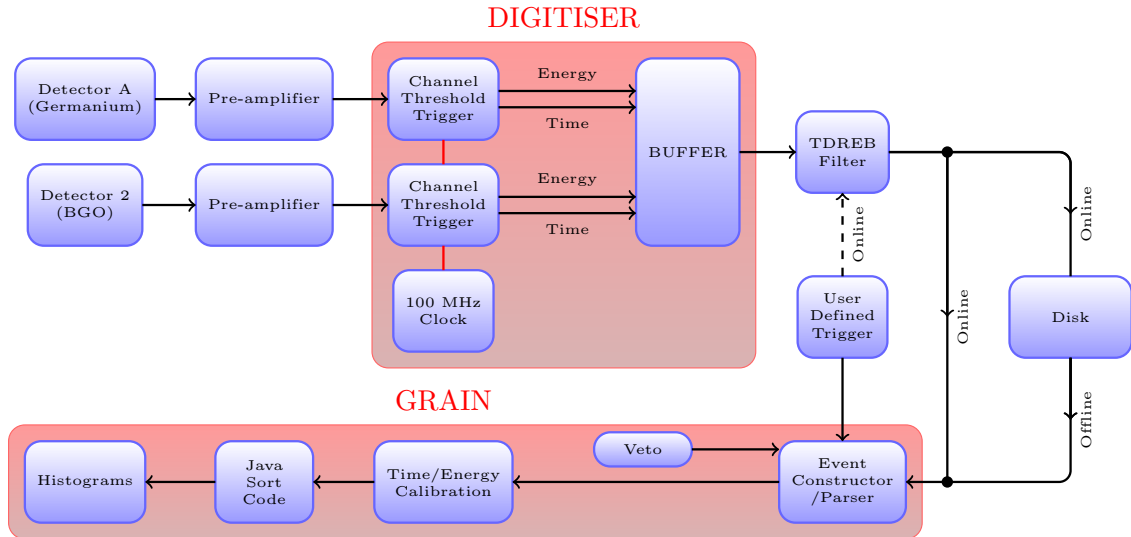 DIGITISER
Detector A
(Germanium)
Pre-amplifier
Channel
Threshold
Trigger
Energy
Time
BUFFER
TDREB
Filter
Detector 2
(BGO)
Pre-amplifier
Channel
Threshold
Trigger
Energy
Time
Online
Online
Online
100 MHz
Clock
User
Defined
Trigger
Disk
Offline
GRAIN
Histograms
Java
Sort
Code
Time/Energy
Calibration
Veto
Event
Constructor
/Parser